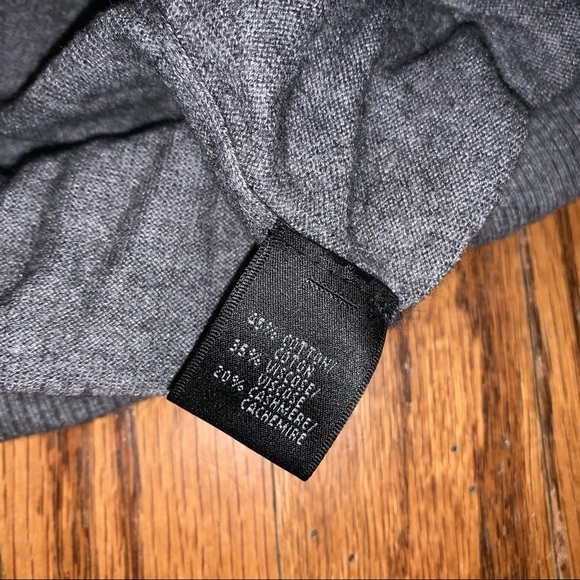 45% COTTON/
COTON
35% VISCOSE/
VISCOSE
20% CASHMERE/
CACHEMIRE